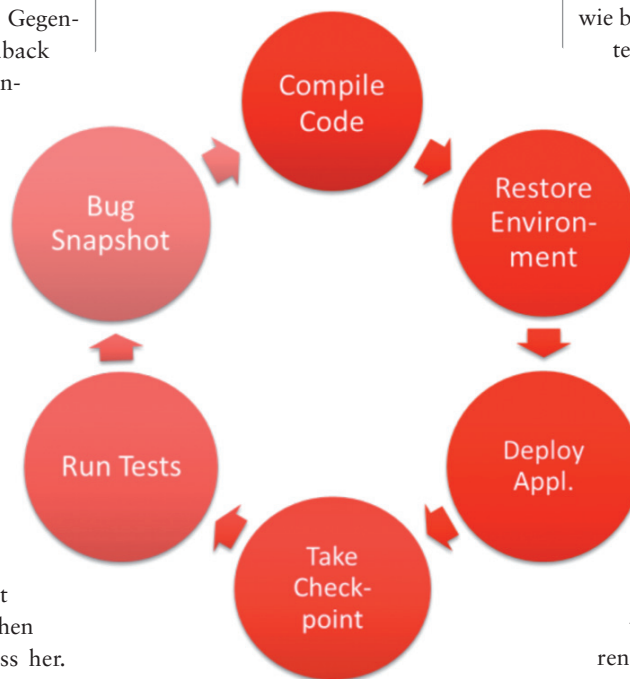 Gegen-
back
n-
wie b
te
Compile
Code
Restore
Environ-
ment
Deploy
Appl.
Take
Check-
point
Run Tests
Bug
Snapshot
t
hen
ss her.
ren